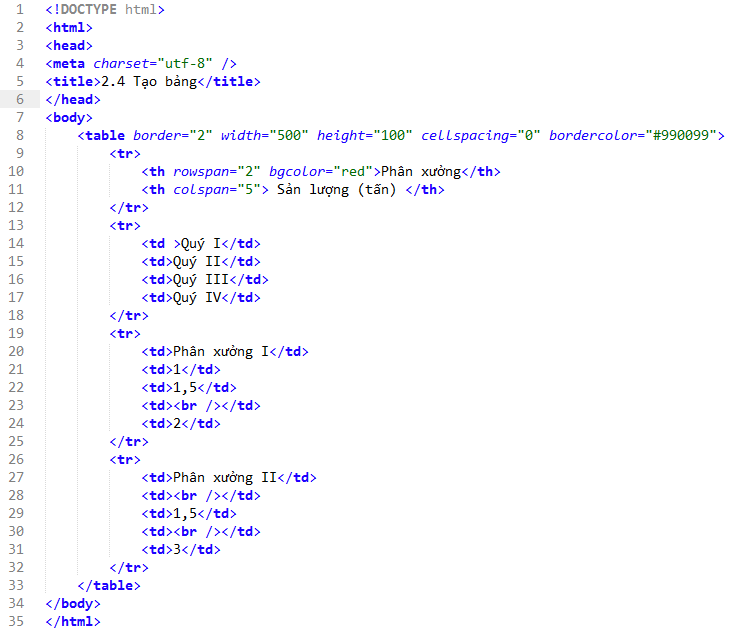 1 <!DOCTYPE html>
2 <html>
3 <head>
4 <meta charset="utf-8" />
5 <title>2.4 Tạo bảng</title>
6 </head>
7 <body>
8 <table border="2" width="500" height="100" cellspacing="0" bordercolor="#990099">
9 <tr>
10 <th rowspan="2" bgcolor="red">Phân xưởng</th>
11 <th colspan="5"> Sản lượng (tấn) </th>
12 </tr>
13 <tr>
14 <td >Quý I</td>
15 <td>Quý II</td>
16 <td>Quý III</td>
17 <td>Quý IV</td>
18 </tr>
19 <tr>
20 <td>Phân xưởng I</td>
21 <td>1</td>
22 <td>1,5</td>
23 <td><br /></td>
24 <td>2</td>
25 </tr>
26 <tr>
27 <td>Phân xưởng II</td>
28 <td><br /></td>
29 <td>1,5</td>
30 <td><br /></td>
31 <td>3</td>
32 </tr>
33 </table>
34 </body>
35 </html>